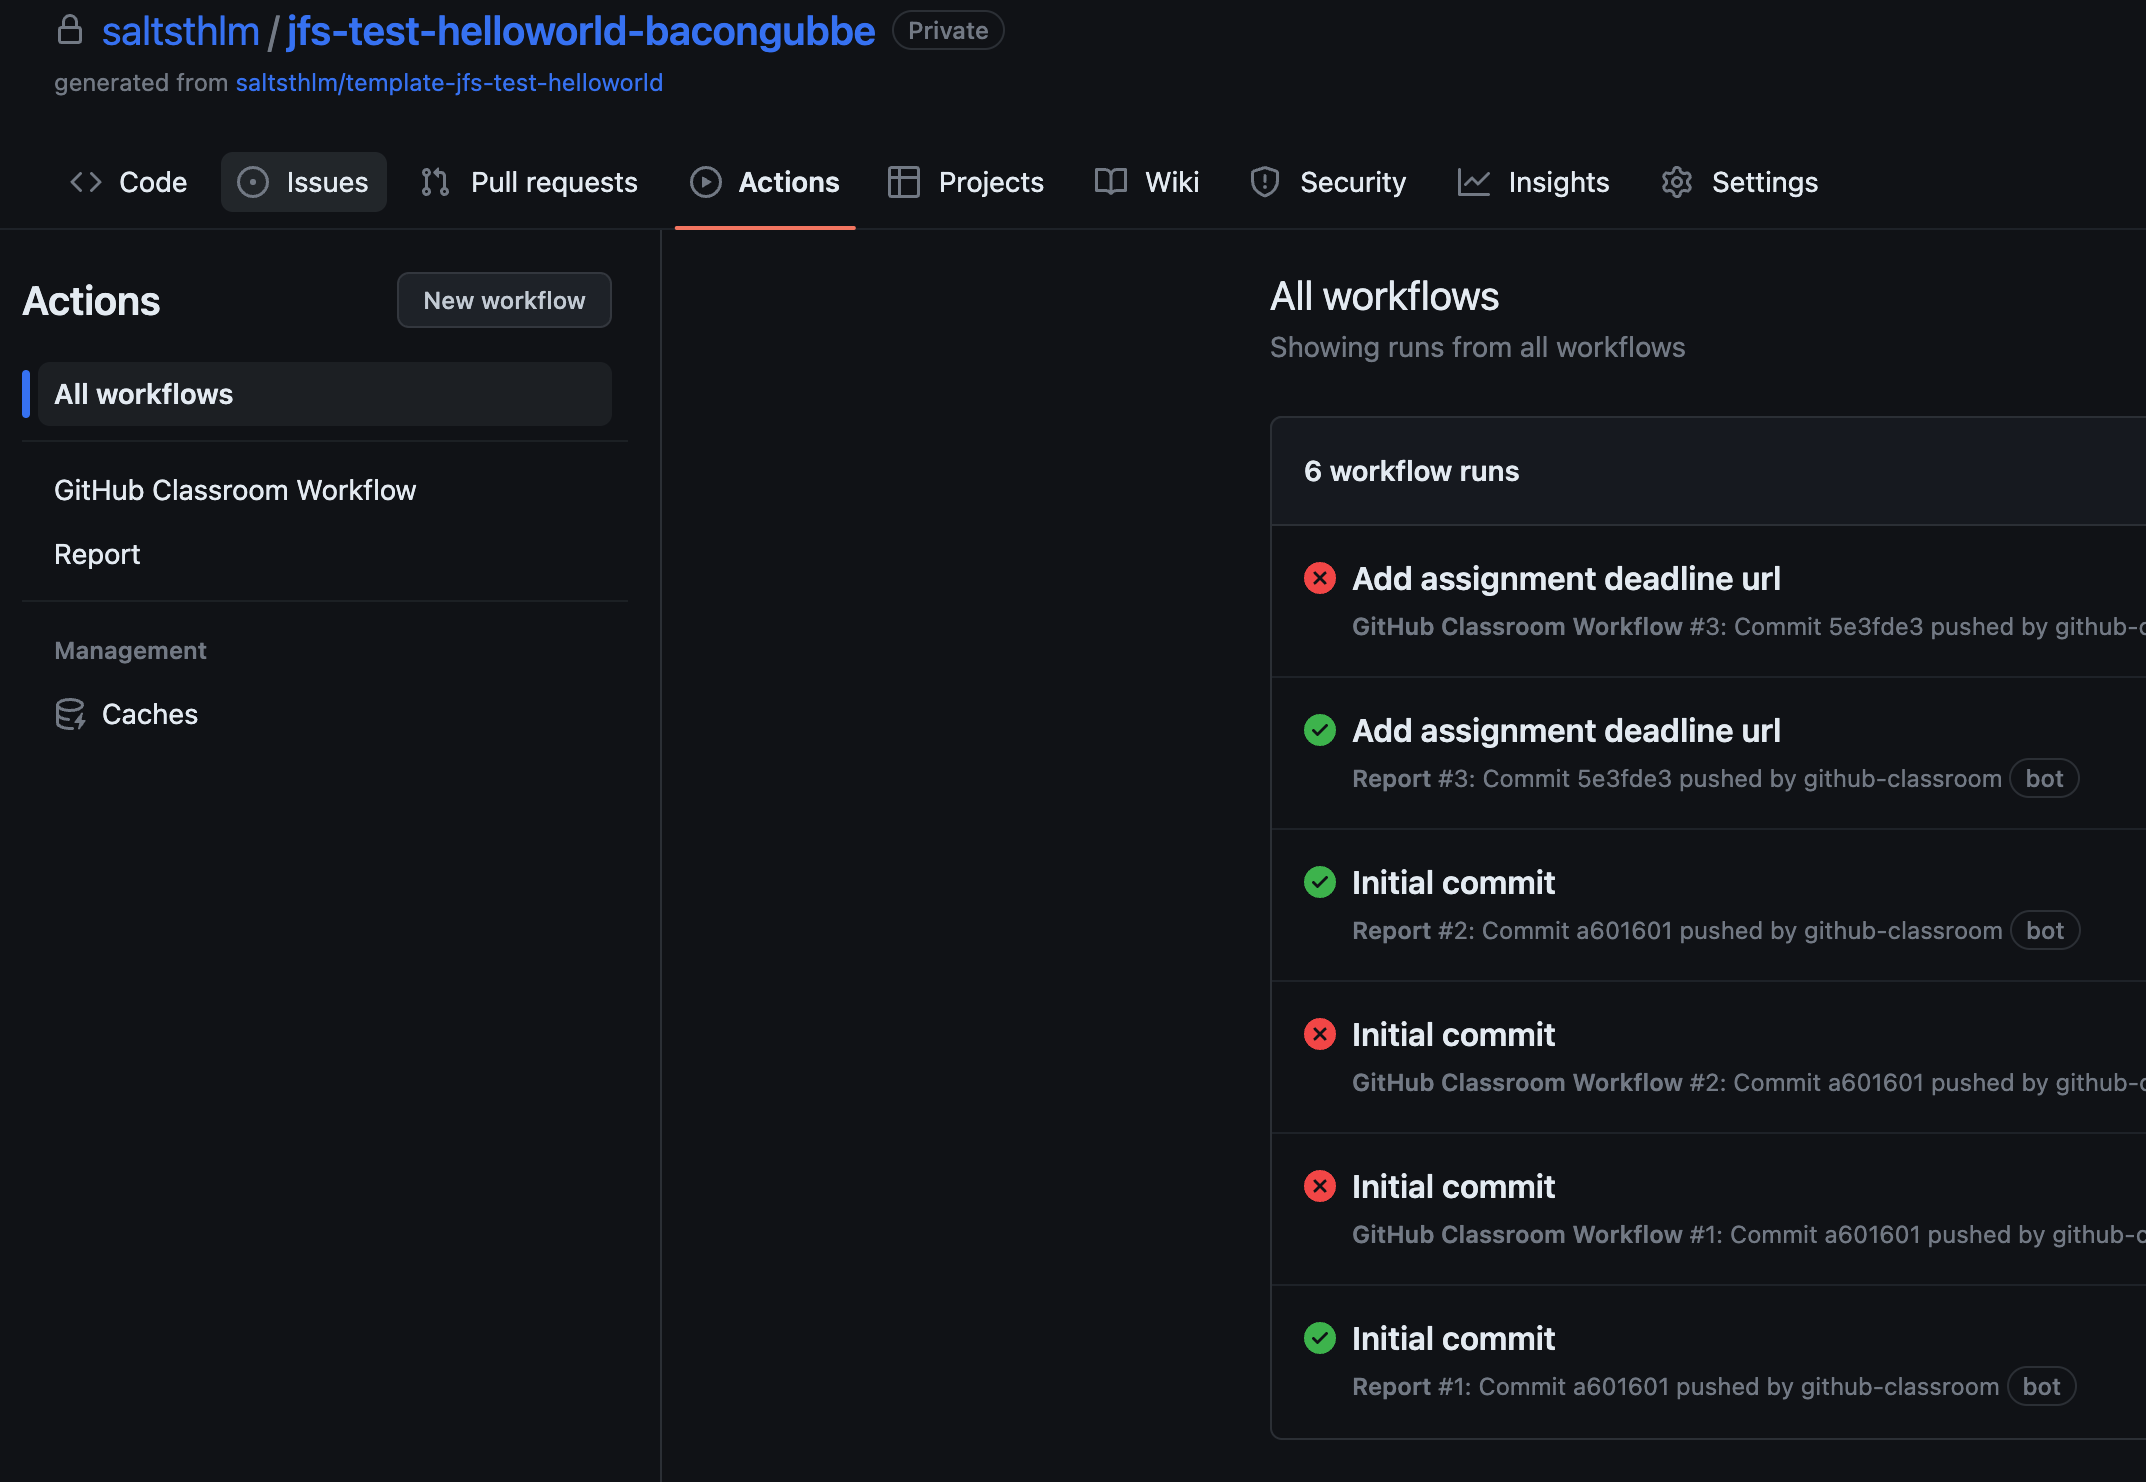 saltsthlm / jfs-test-helloworld-bacongubbe Private
generated from saltsthlm/template-jfs-test-helloworld
Code Issues Pull requests Actions Projects Wiki Security Insights Settings
Actions
New workflow
All workflows
GitHub Classroom Workflow
Report
Management
Caches
All workflows
Showing runs from all workflows
6 workflow runs
Add assignment deadline url
GitHub Classroom Workflow #3: Commit 5e3fde3 pushed by github-
Add assignment deadline url
Report #3: Commit 5e3fde3 pushed by github-classroom bot
Initial commit
Report #2: Commit a601601 pushed by github-classroom bot
Initial commit
GitHub Classroom Workflow #2: Commit a601601 pushed by github-
Initial commit
GitHub Classroom Workflow #1: Commit a601601 pushed by github-
Initial commit
Report #1: Commit a601601 pushed by github-classroom bot